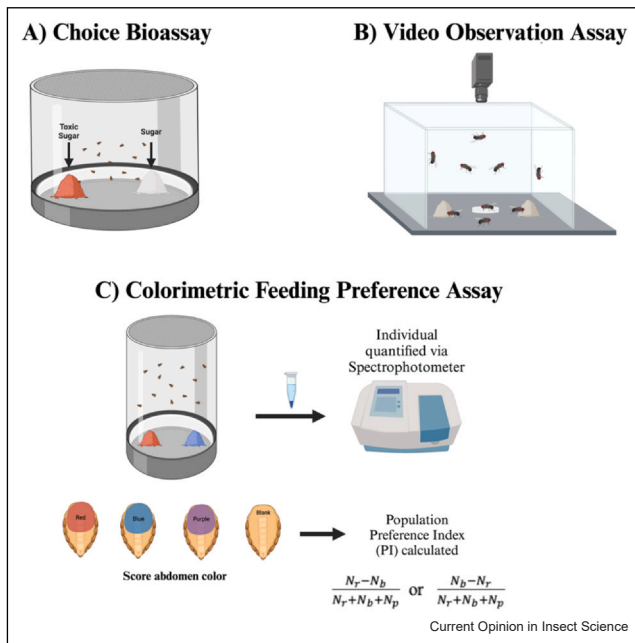 A) Choice Bioassay
Toxic
Sugar
Sugar
B) Video Observation Assay
C) Colorimetric Feeding Preference Assay
Individual
quantified via
Spectrophotometer
Red
Blue
Purple
Blank
Score abdomen color
Population
Preference Index
(PI) calculated
N_r − N_b / N_r + N_b + N_p or N_b − N_r / N_r + N_b + N_p
Current Opinion in Insect Science